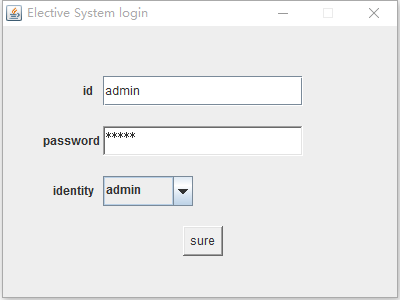 Elective System login
id admin
password *****
identity admin
sure